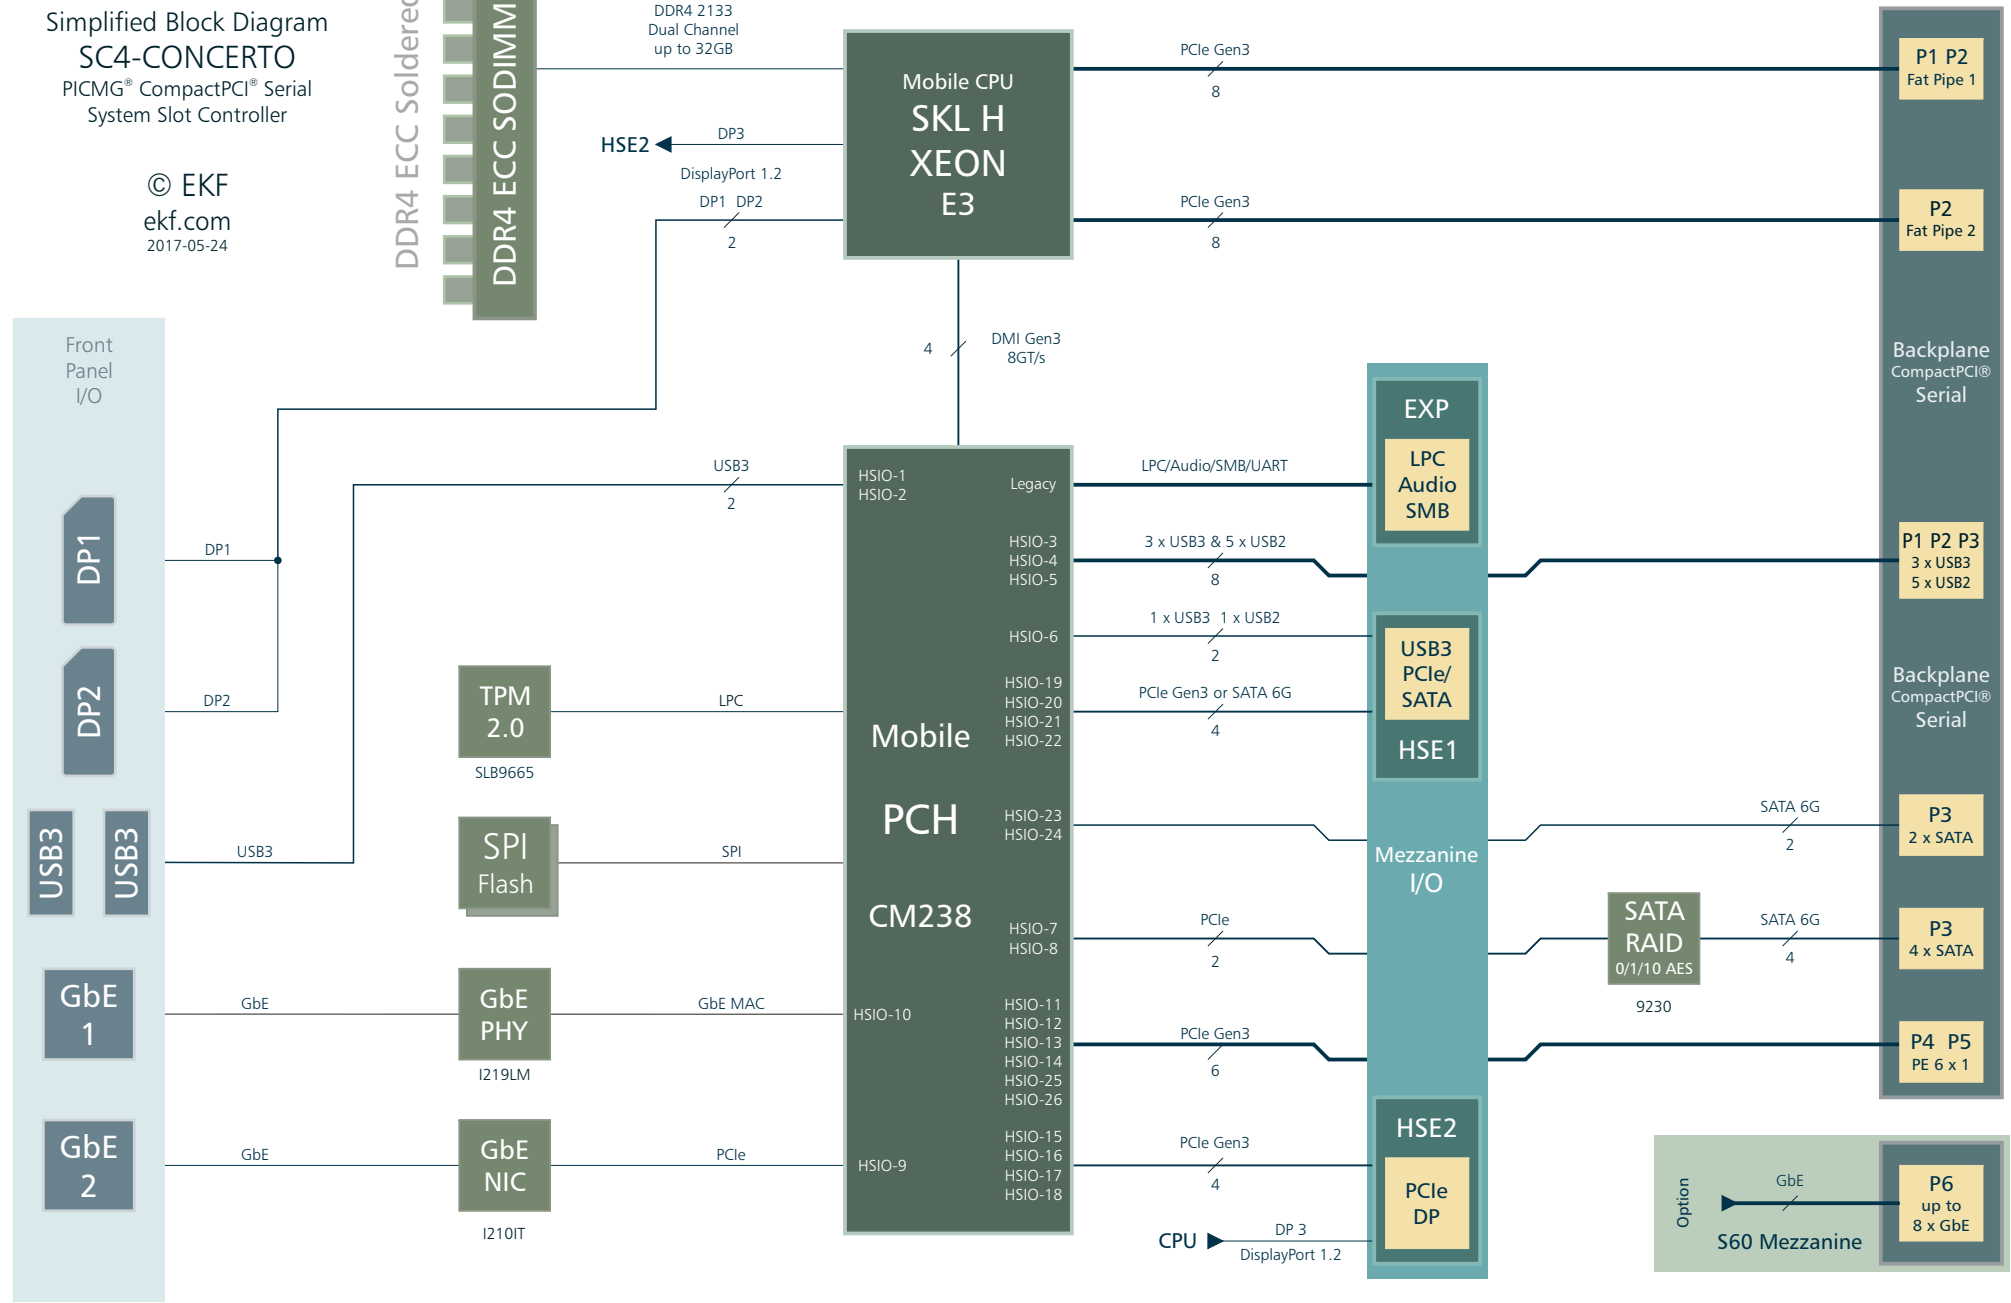 Simplified Block Diagram
SC4-CONCERTO
PICMG® CompactPCI® Serial
System Slot Controller
© EKF
ekf.com
2017-05-24
DDR4 ECC Soldered
DDR4 ECC SODIMM
DDR4 2133
Dual Channel
up to 32GB
HSE2
DP3
DisplayPort 1.2
DP1 DP2
2
Mobile CPU
SKL H
XEON
E3
PCIe Gen3
8
PCIe Gen3
8
P1 P2
Fat Pipe 1
P2
Fat Pipe 2
4
DMI Gen3
8GT/s
Backplane
CompactPCI®
Serial
Front
Panel
I/O
DP1
DP2
USB3
USB3
GbE
1
GbE
2
DP1
DP2
USB3
GbE
GbE
USB3
2
TPM
2.0
SLB9665
LPC
SPI
Flash
SPI
GbE
PHY
I219LM
GbE MAC
GbE
NIC
I210IT
PCIe
HSIO-1
HSIO-2
HSIO-10
HSIO-9
Mobile
PCH
CM238
Legacy
HSIO-3
HSIO-4
HSIO-5
HSIO-6
HSIO-19
HSIO-20
HSIO-21
HSIO-22
HSIO-23
HSIO-24
HSIO-7
HSIO-8
HSIO-11
HSIO-12
HSIO-13
HSIO-14
HSIO-25
HSIO-26
HSIO-15
HSIO-16
HSIO-17
HSIO-18
LPC/Audio/SMB/UART
3 x USB3 & 5 x USB2
8
1 x USB3 1 x USB2
2
PCIe Gen3 or SATA 6G
4
PCIe
2
PCIe Gen3
6
PCIe Gen3
4
CPU
DP 3
DisplayPort 1.2
EXP
LPC
Audio
SMB
USB3
PCIe/
SATA
HSE1
Mezzanine
I/O
HSE2
PCIe
DP
P1 P2 P3
3 x USB3
5 x USB2
Backplane
CompactPCI®
Serial
SATA 6G
2
P3
2 x SATA
SATA
RAID
0/1/10 AES
9230
SATA 6G
4
P3
4 x SATA
P4 P5
PE 6 x 1
Option
GbE
S60 Mezzanine
P6
up to
8 x GbE